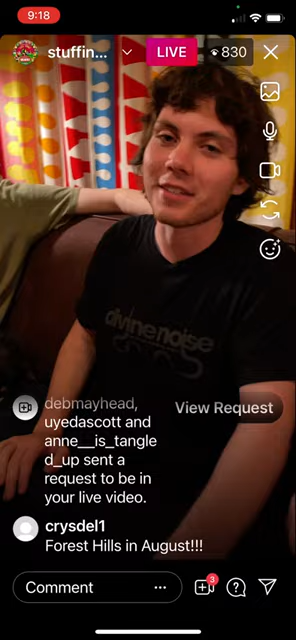 9:18
stuffin...
LIVE
830
divine noise
debmayhead,
uyedascott and
anne__is_tangle
d_up sent a
request to be in
your live video.
View Request
crysdel1
Forest Hills in August!!!
Comment
3